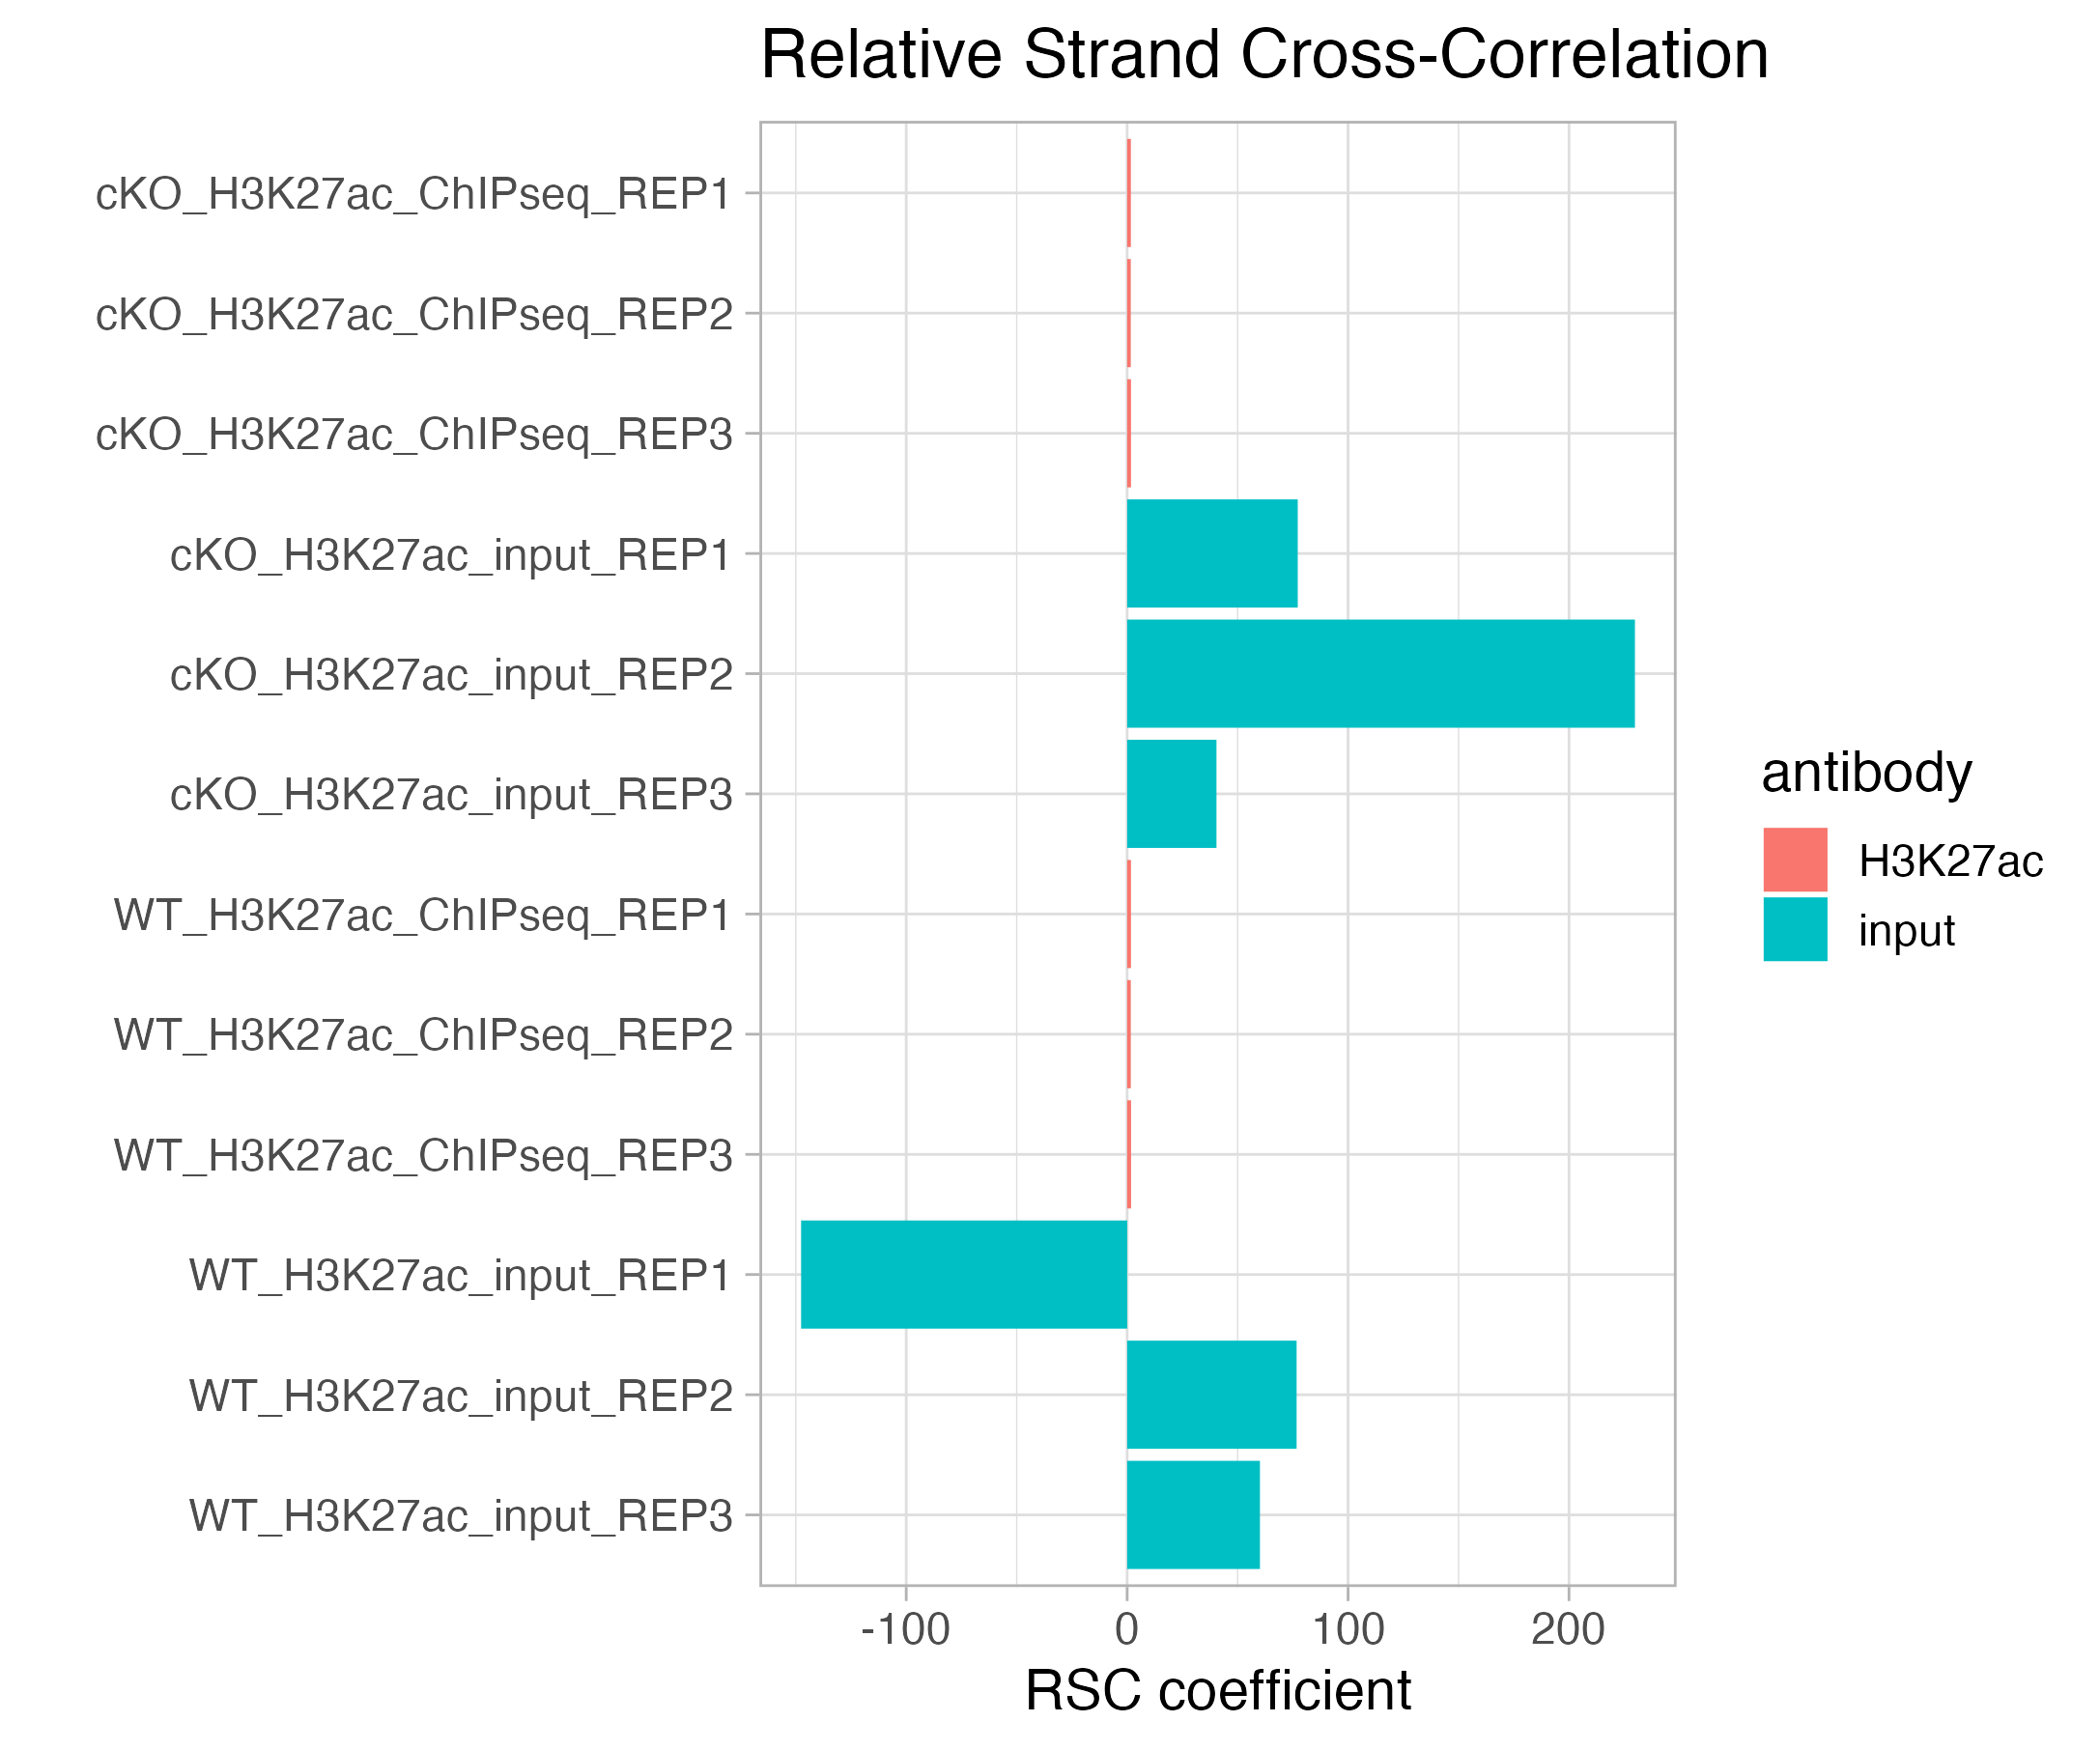 Relative Strand Cross-Correlation
cKO_H3K27ac_ChIPseq_REP1
cKO_H3K27ac_ChIPseq_REP2
cKO_H3K27ac_ChIPseq_REP3
cKO_H3K27ac_input_REP1
cKO_H3K27ac_input_REP2
cKO_H3K27ac_input_REP3
WT_H3K27ac_ChIPseq_REP1
WT_H3K27ac_ChIPseq_REP2
WT_H3K27ac_ChIPseq_REP3
WT_H3K27ac_input_REP1
WT_H3K27ac_input_REP2
WT_H3K27ac_input_REP3
-100 0 100 200
RSC coefficient
antibody
H3K27ac
input